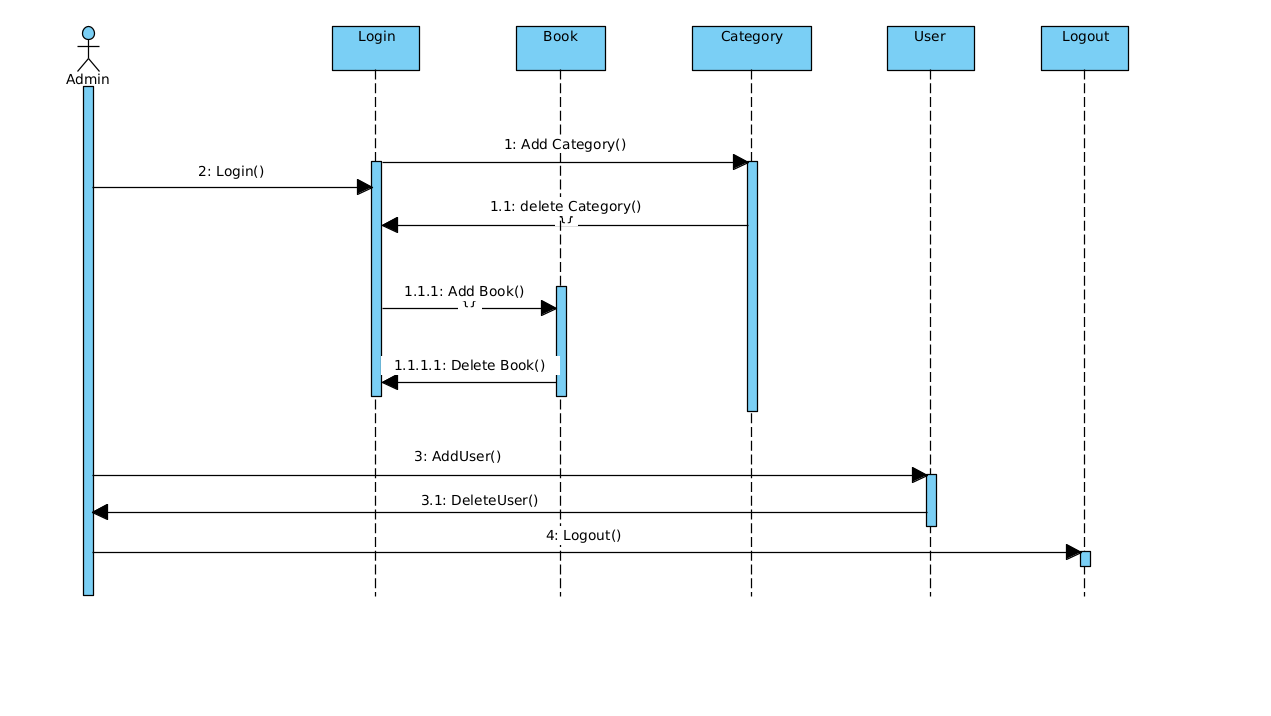 Admin
Login
Book
Category
User
Logout
1: Add Category()
2: Login()
1.1: delete Category()
}{
1.1.1: Add Book()
}{
1.1.1.1: Delete Book()
3: AddUser()
3.1: DeleteUser()
4: Logout()